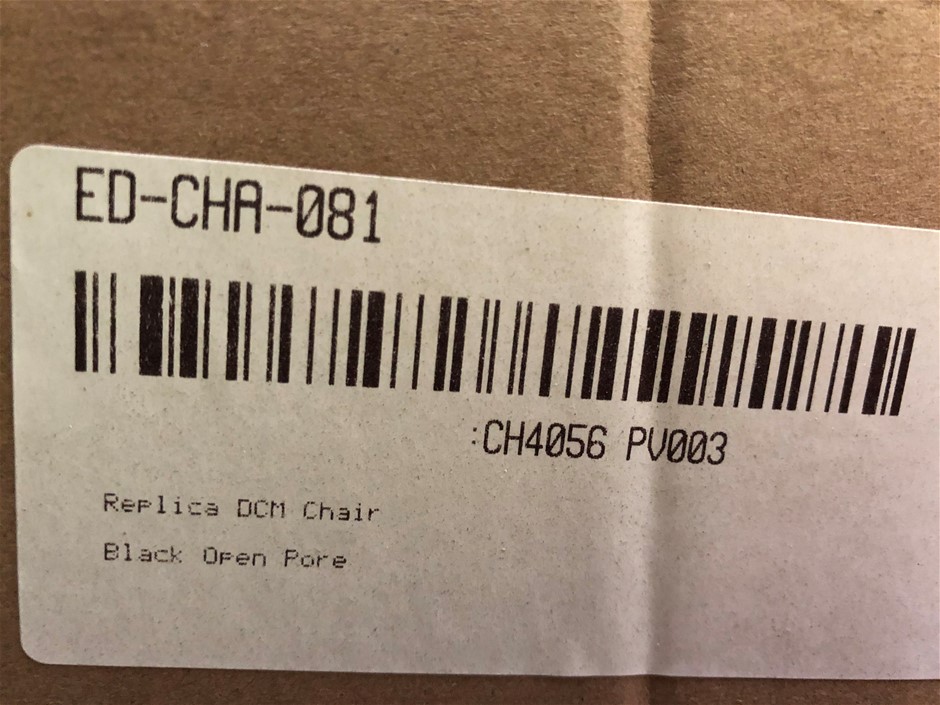 ED-CHA-081
:CH4056 PV003
Replica DCM Chair
Black Open Pore